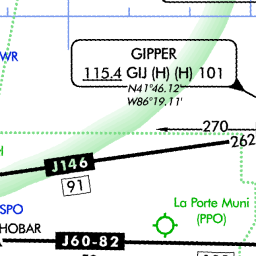 GIPPER
115.4 GIJ (H) (H) 101
N41°46.12'
W86°19.11'
WR
270
262
H
J146
91
La Porte Muni
(PPO)
SPO
HOBAR
J60-82